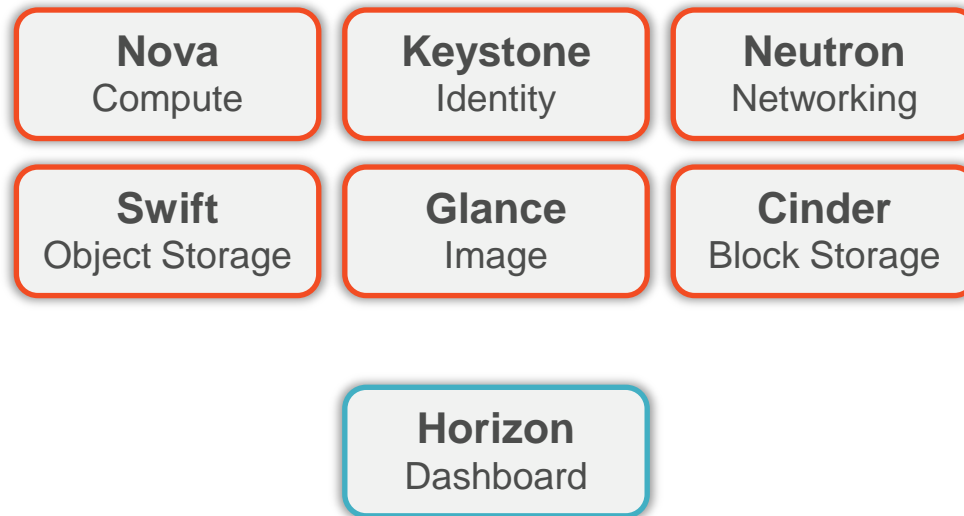 Nova
Compute
Keystone
Identity
Neutron
Networking
Swift
Object Storage
Glance
Image
Cinder
Block Storage
Horizon
Dashboard